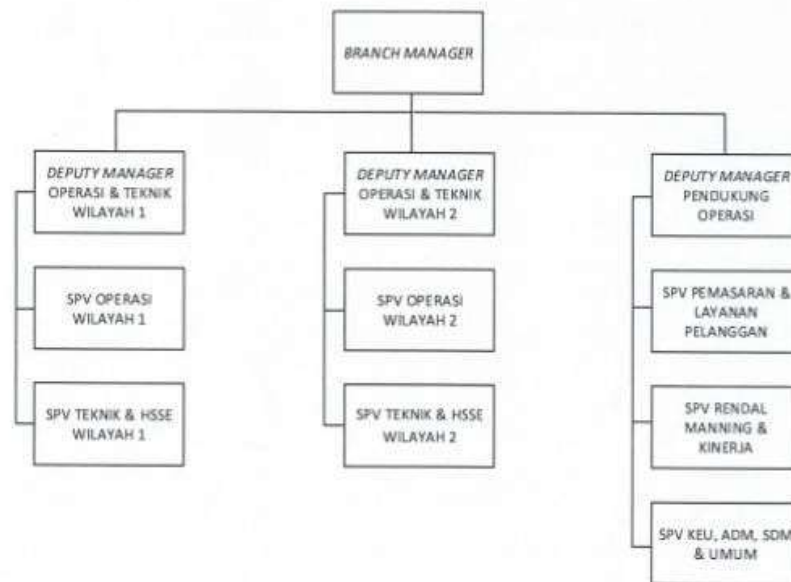 BRANCH MANAGER
DEPUTY MANAGER
OPERASI & TEKNIK
WILAYAH 1
DEPUTY MANAGER
OPERASI & TEKNIK
WILAYAH 2
DEPUTY MANAGER
PENDUKUNG
OPERASI
SPV OPERASI
WILAYAH 1
SPV OPERASI
WILAYAH 2
SPV PEMASARAN &
LAYANAN
PELANGGAN
SPV TEKNIK & HSSE
WILAYAH 1
SPV TEKNIK & HSSE
WILAYAH 2
SPV RENDAL
MANNING &
KINERJA
SPV KEU, ADM, SDM
& UMUM